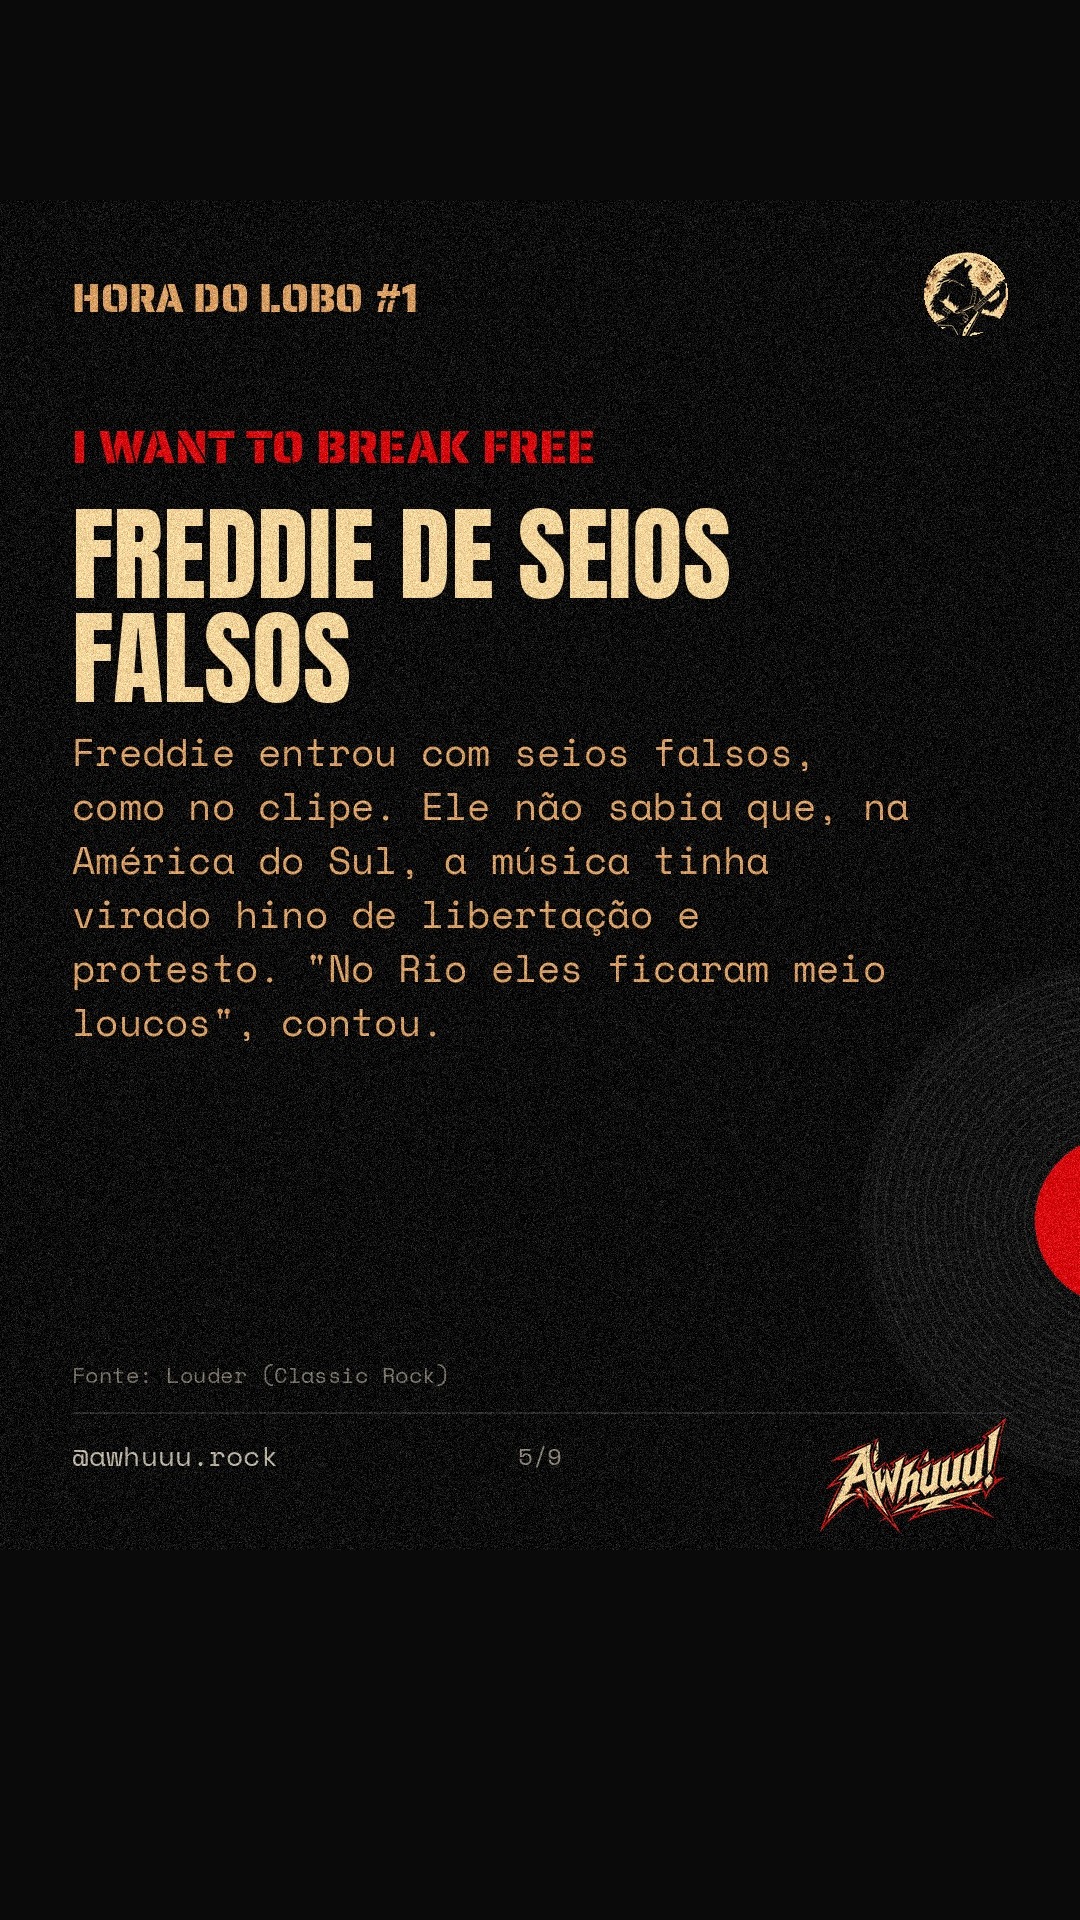 HORA DO LOBO #1
I WANT TO BREAK FREE
FREDDIE DE SEIOS
FALSOS
Freddie entrou com seios falsos,
como no clipe. Ele não sabia que, na
América do Sul, a música tinha
virado hino de libertação e
protesto. "No Rio eles ficaram meio
loucos", contou.
Fonte: Louder (Classic Rock)
@awhuuu.rock
5/9
Awhuuu!